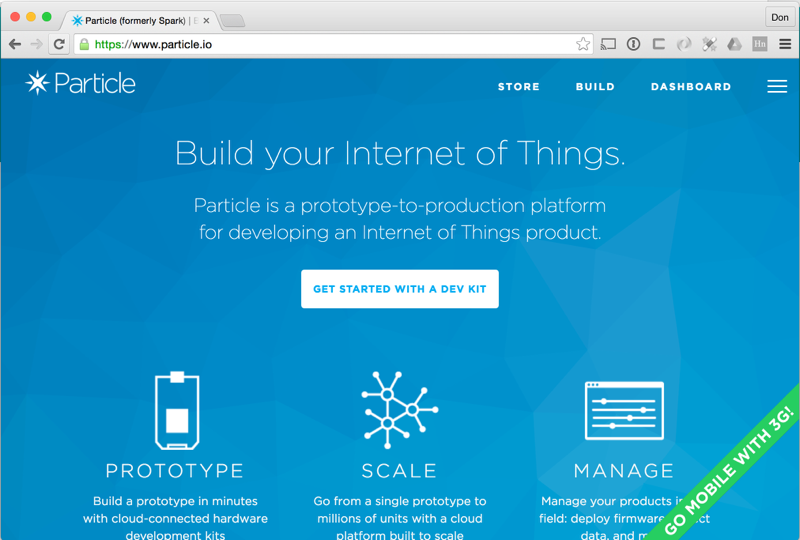 Particle (formerly Spark) | E
Don
https://www.particle.io
Hn
Particle
STORE BUILD DASHBOARD
Build your Internet of Things.
Particle is a prototype-to-production platform
for developing an Internet of Things product.
GET STARTED WITH A DEV KIT
PROTOTYPE
Build a prototype in minutes
with cloud-connected hardware
development kits
SCALE
Go from a single prototype to
millions of units with a cloud
platform built to scale
MANAGE
Manage your products in
field: deploy firmware, ct
data, and m
GO MOBILE WITH 3G!